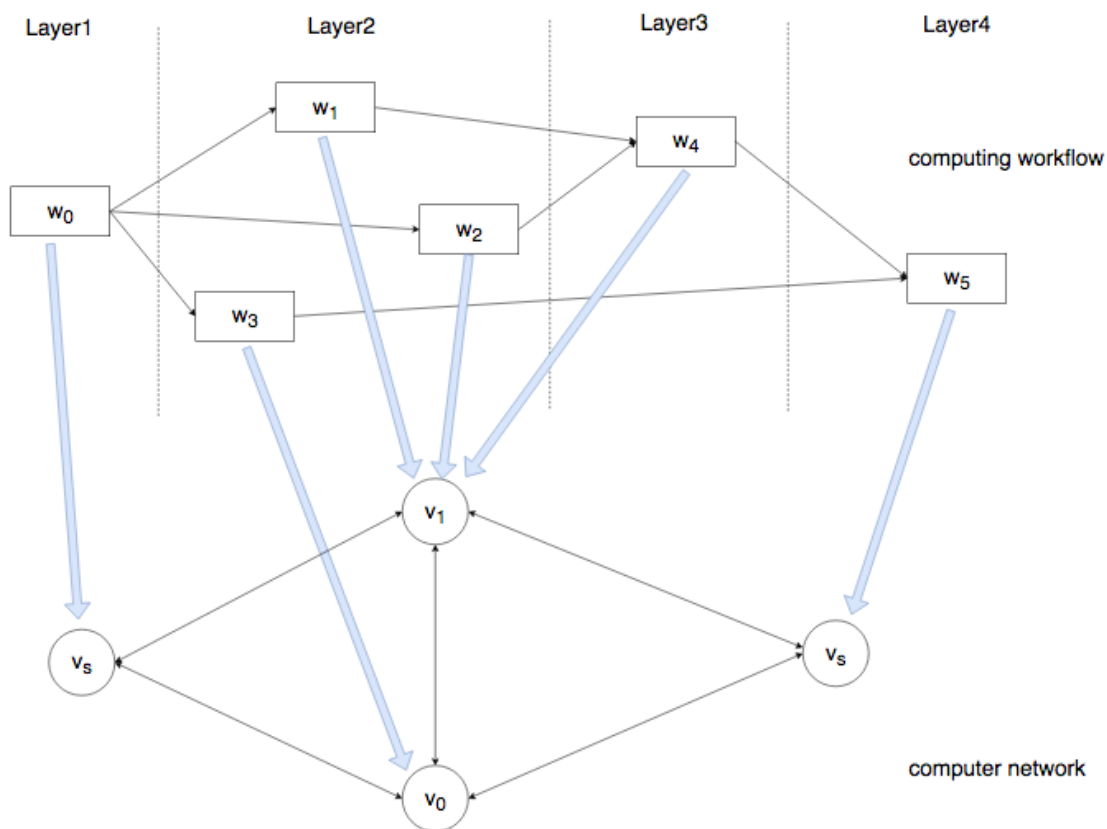 Layer1
Layer2
Layer3
Layer4
w1
w4
computing workflow
w0
w2
w5
w3
v1
vs
vs
computer network
v0